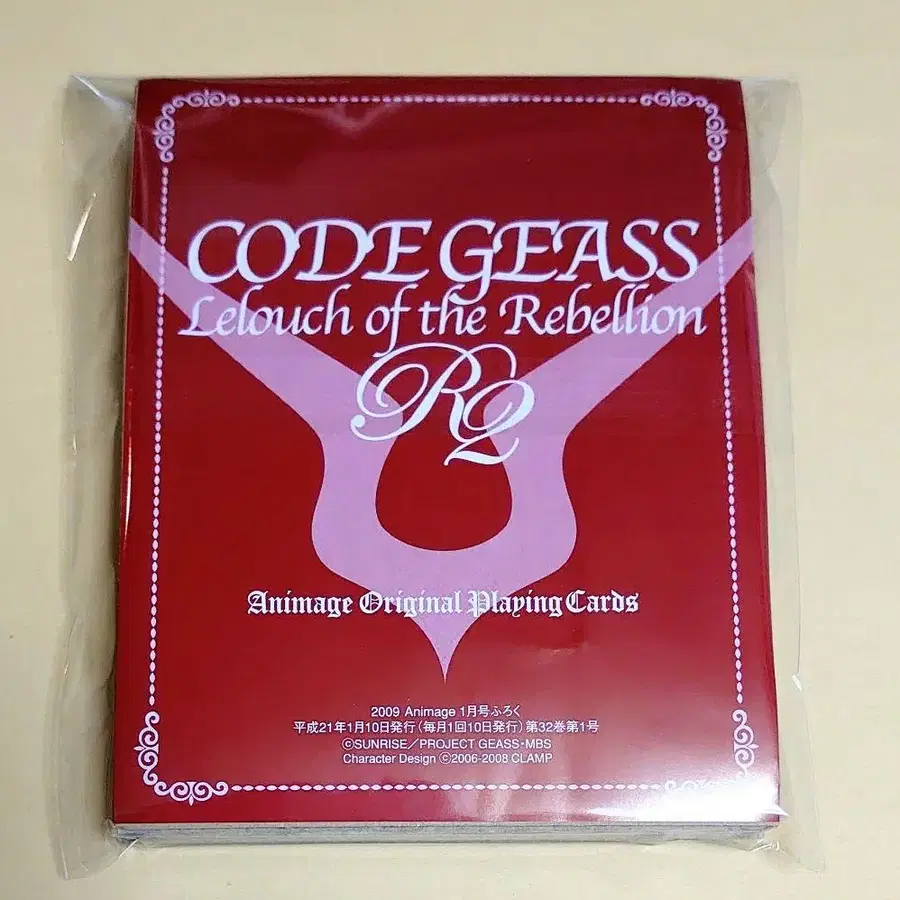 CODE GEASS
Lelouch of the Rebellion
R2
Animage Original Playing Cards
2009 Animage 1月号ふろく
平成21年1月10日発行(毎月1回10日発行)第32巻第1号
©SUNRISE／PROJECT GEASS・MBS
Character Design ©2006-2008 CLAMP